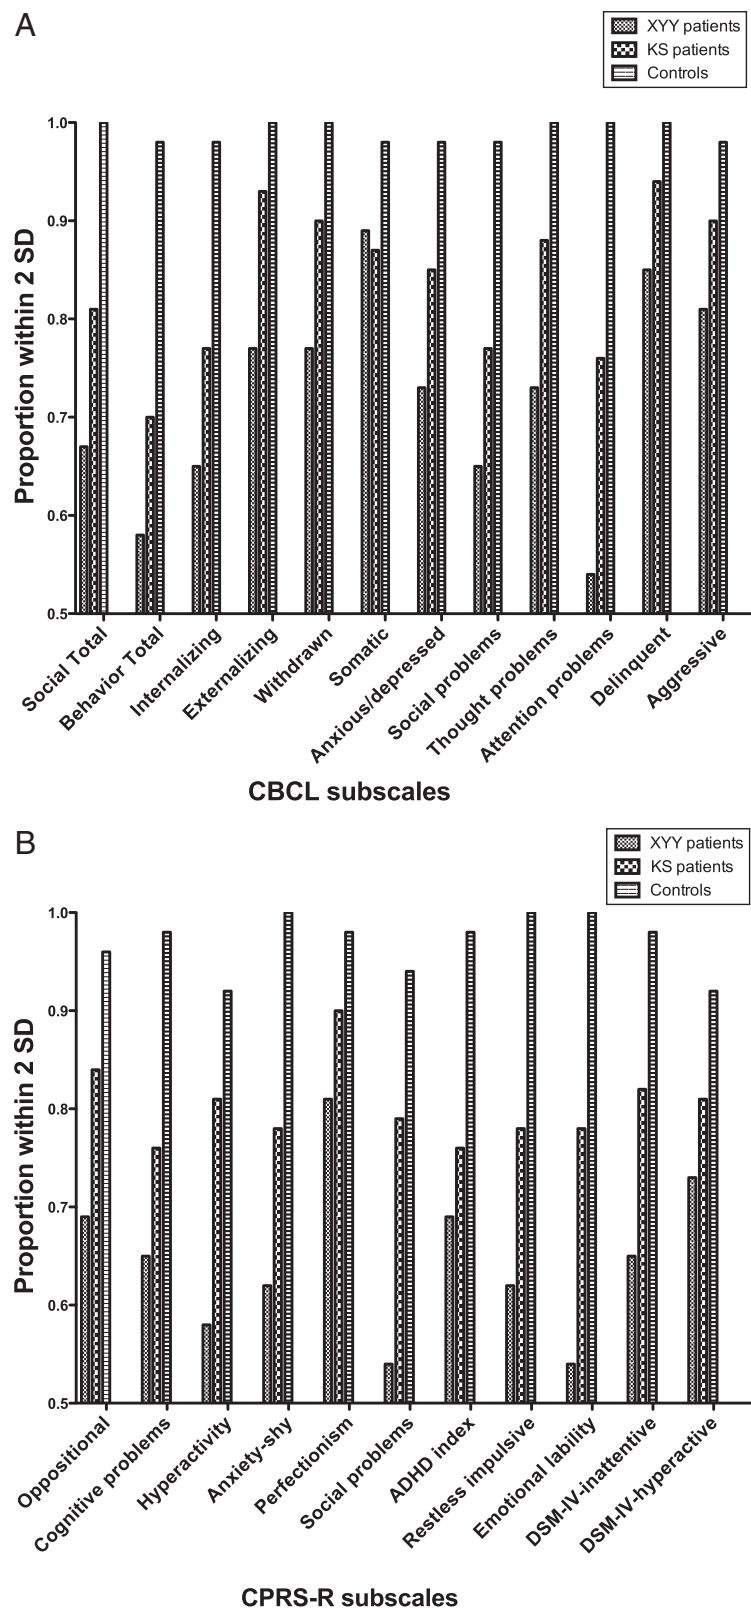 A
XYY patients
KS patients
Controls
1.0
0.9
0.8
0.7
0.6
0.5
Proportion within 2 SD
Social Total
Behavior Total
Internalizing
Externalizing
Withdrawn
Somatic
Anxious/depressed
Social problems
Thought problems
Attention problems
Delinquent
Aggressive
CBCL subscales
B
XYY patients
KS patients
Controls
1.0
0.9
0.8
0.7
0.6
0.5
Proportion within 2 SD
Oppositional
Cognitive problems
Hyperactivity
Anxiety-shy
Perfectionism
Social problems
ADHD index
Restless impulsive
Emotional lability
DSM-IV-inattentive
DSM-IV-hyperactive
CPRS-R subscales